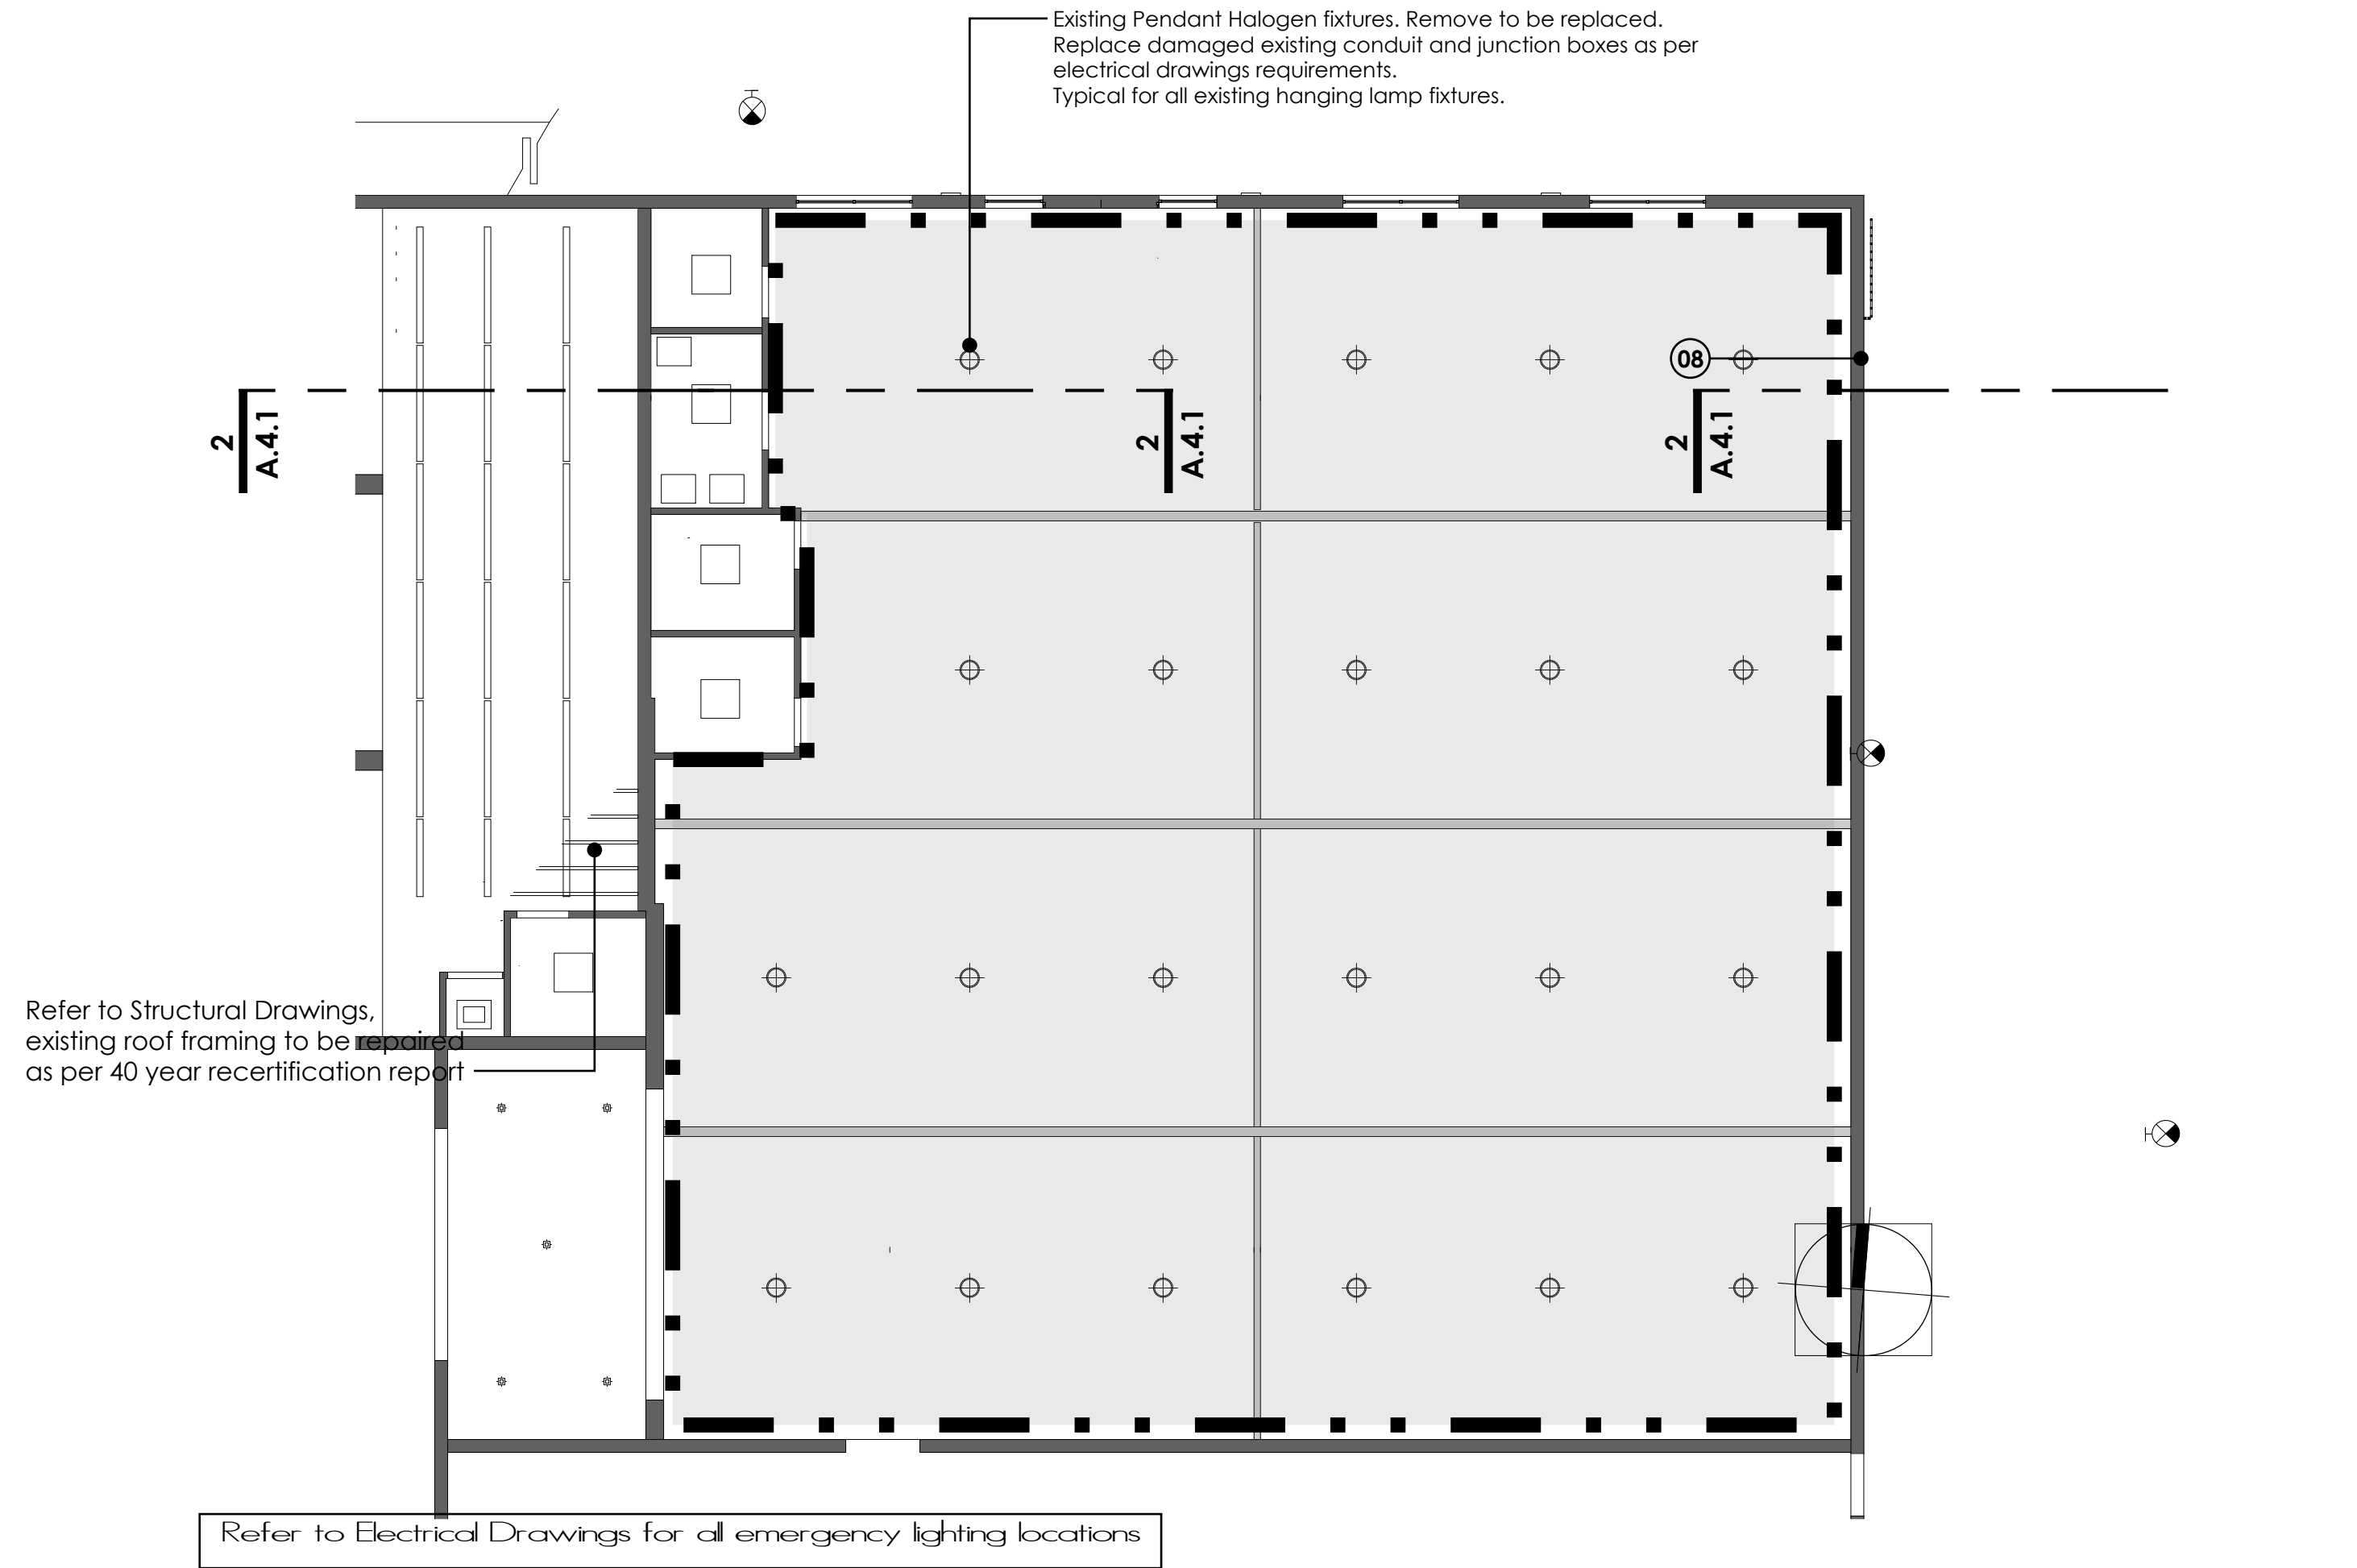 Existing Pendant Halogen fixtures. Remove to be replaced.
Replace damaged existing conduit and junction boxes as per
electrical drawings requirements.
Typical for all existing hanging lamp fixtures.
08
2
A.4.1
2
A.4.1
2
A.4.1
Refer to Structural Drawings,
existing roof framing to be repaired
as per 40 year recertification report
Refer to Electrical Drawings for all emergency lighting locations